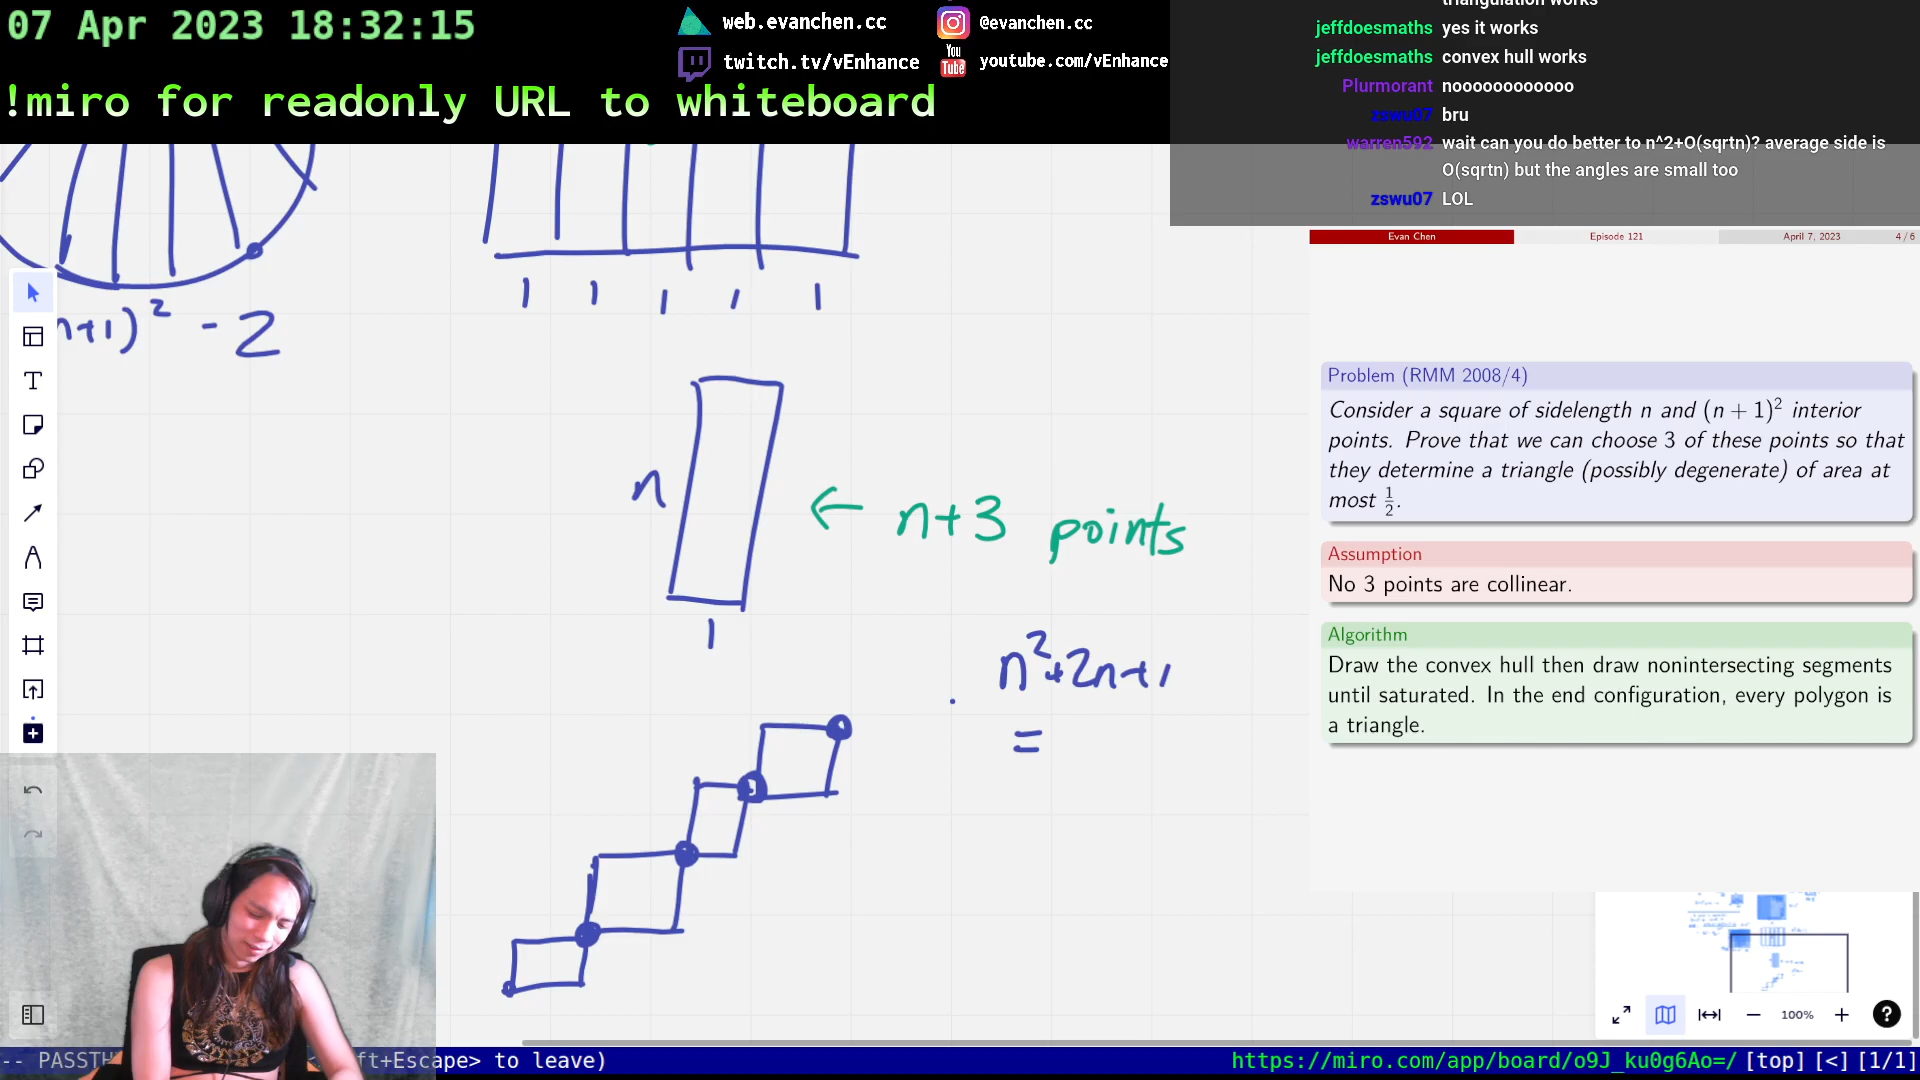 07 Apr 2023 18:32:15
web.evanchen.cc
@evanchen.cc
twitch.tv/vEnhance
You Tube
youtube.com/vEnhance
!miro for readonly URL to whiteboard
triangulation works
jeffdoesmaths yes it works
jeffdoesmaths convex hull works
Plurmorant noooooooooooo
zswu07 bru
warren592 wait can you do better to n^2+O(sqrtn)? average side is
O(sqrtn) but the angles are small too
zswu07 LOL
Evan Chen Episode 121 April 7, 2023 4 / 6
Problem (RMM 2008/4)
Consider a square of sidelength n and (n + 1)² interior
points. Prove that we can choose 3 of these points so that
they determine a triangle (possibly degenerate) of area at
most 1/2.
Assumption
No 3 points are collinear.
Algorithm
Draw the convex hull then draw nonintersecting segments
until saturated. In the end configuration, every polygon is
a triangle.
1 1 1 1 1
n+1)² - 2
n
← n+3 points
1
n²+2n+1
=
100%
-- PASSTH
ft+Escape> to leave)
https://miro.com/app/board/o9J_ku0g6Ao=/ [top] [<] [1/1]